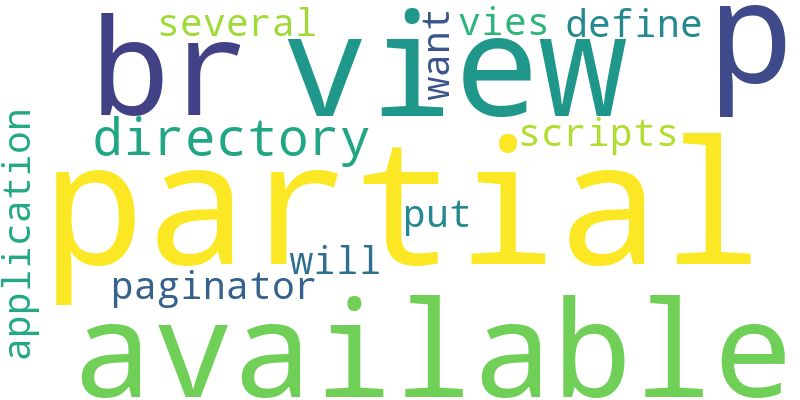 several
br
view
want
vies
define
p
directory
scripts
application
partial
put
will
paginator
available